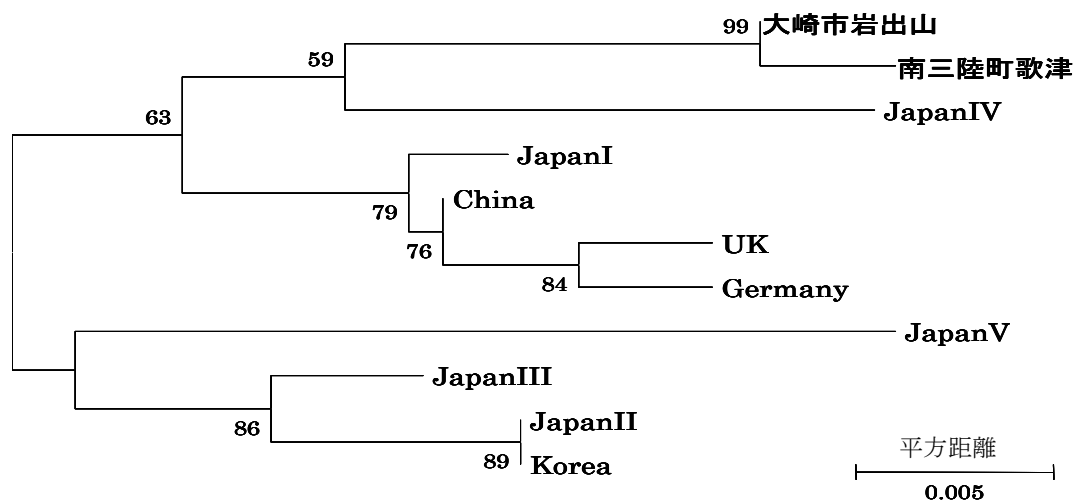 99 大崎市岩出山
南三陸町歌津
59
JapanIV
63
JapanI
China
79
76
UK
84
Germany
JapanV
JapanIII
86
JapanII
89
Korea
平方距離
0.005